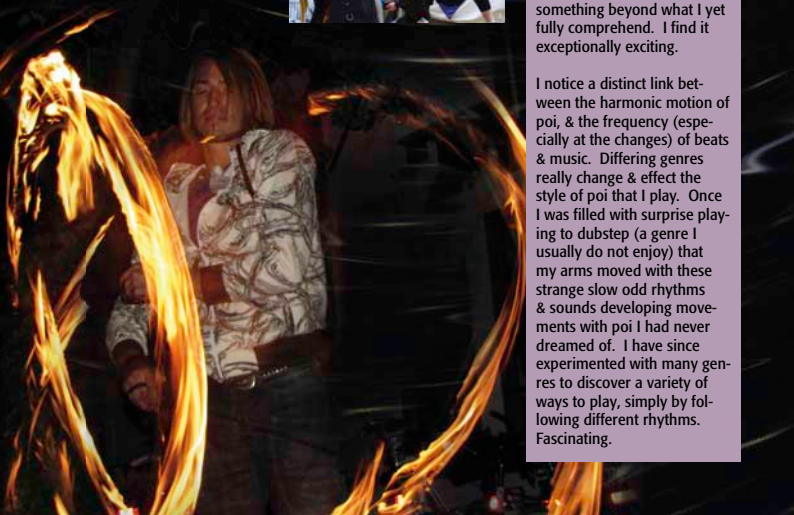 something beyond what I yet
fully comprehend.  I find it
exceptionally exciting.

I notice a distinct link bet-
ween the harmonic motion of
poi, & the frequency (espe-
cially at the changes) of beats
& music.  Differing genres
really change & effect the
style of poi that I play.  Once
I was filled with surprise play-
ing to dubstep (a genre I
usually do not enjoy) that
my arms moved with these
strange slow odd rhythms
& sounds developing move-
ments with poi I had never
dreamed of.  I have since
experimented with many gen-
res to discover a variety of
ways to play, simply by fol-
lowing different rhythms.
Fascinating.